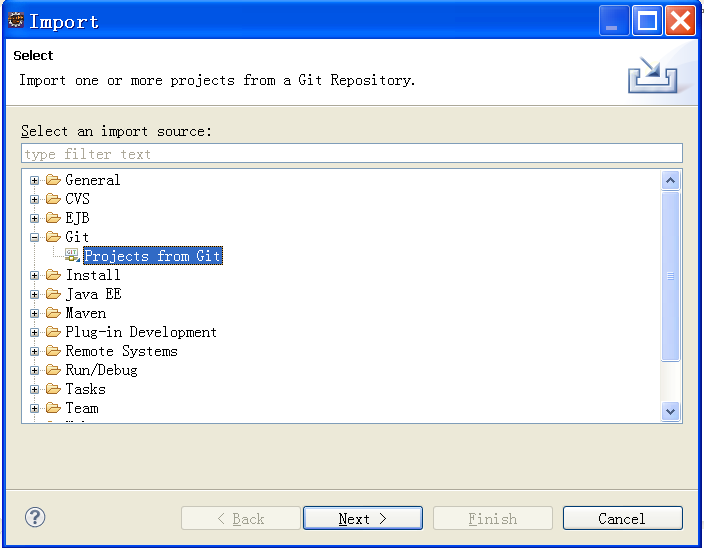 Import
Select
Import one or more projects from a Git Repository.
Select an import source:
type filter text
General
CVS
EJB
Git
Projects from Git
Install
Java EE
Maven
Plug-in Development
Remote Systems
Run/Debug
Tasks
Team
< Back
Next >
Finish
Cancel